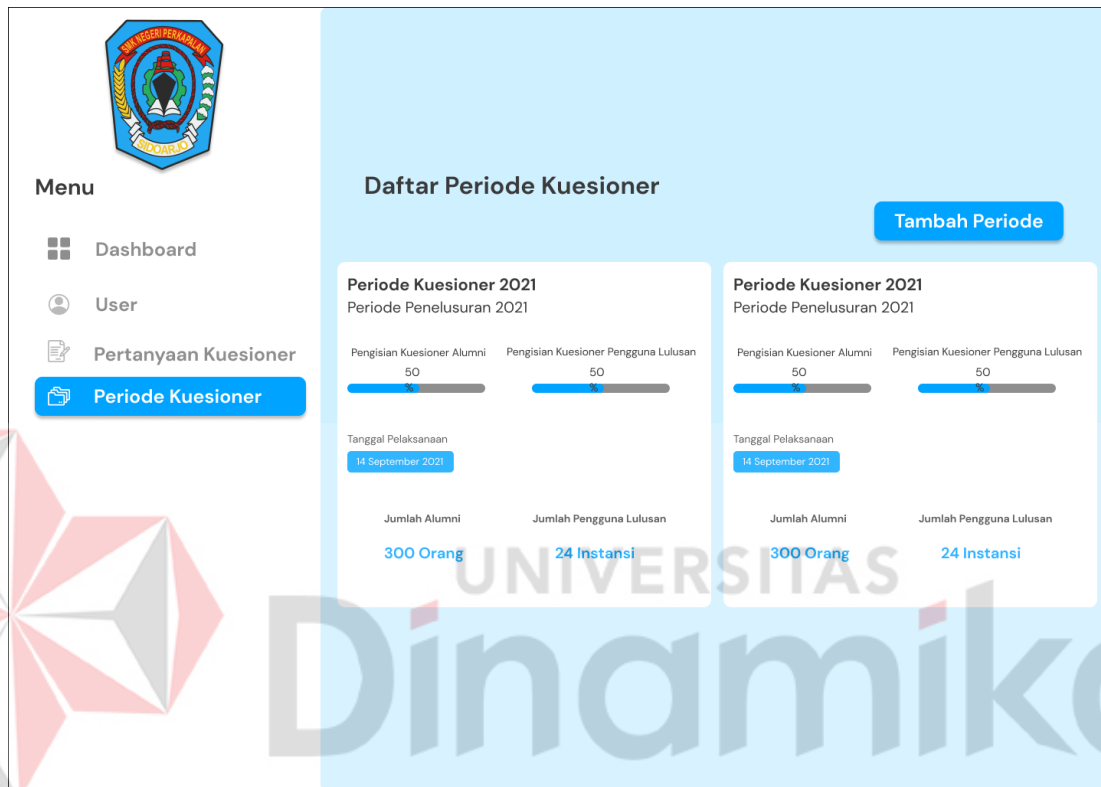 SMK NEGERI PERKAPALAN
SIDOARJO
Menu
Dashboard
User
Pertanyaan Kuesioner
Periode Kuesioner
Daftar Periode Kuesioner
Tambah Periode
Periode Kuesioner 2021
Periode Penelusuran 2021
Pengisian Kuesioner Alumni Pengisian Kuesioner Pengguna Lulusan
50 50
% %
Tanggal Pelaksanaan
14 September 2021
Jumlah Alumni Jumlah Pengguna Lulusan
300 Orang 24 Instansi
Periode Kuesioner 2021
Periode Penelusuran 2021
Pengisian Kuesioner Alumni Pengisian Kuesioner Pengguna Lulusan
50 50
% %
Tanggal Pelaksanaan
14 September 2021
Jumlah Alumni Jumlah Pengguna Lulusan
300 Orang 24 Instansi
UNIVERSITAS
Dinamika